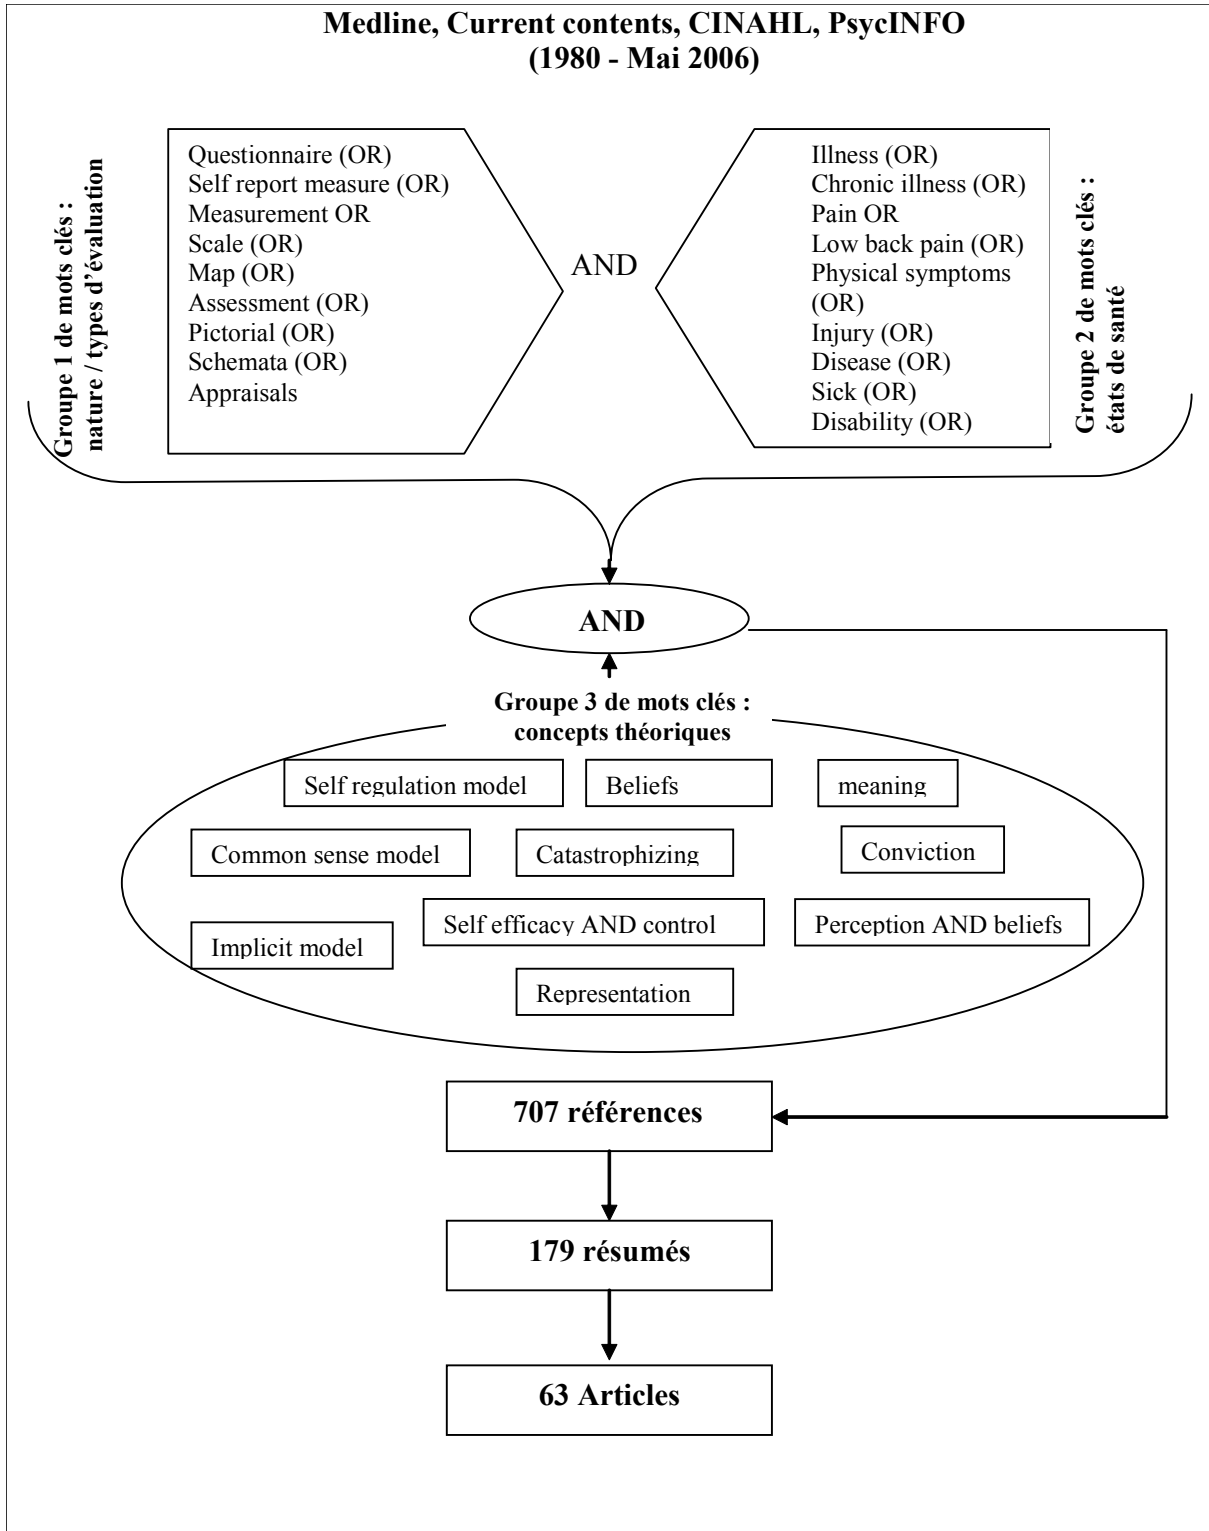 Medline, Current contents, CINAHL, PsycINFO
(1980 - Mai 2006)
Groupe 1 de mots clés :
nature / types d'évaluation
Questionnaire (OR)
Self report measure (OR)
Measurement OR
Scale (OR)
Map (OR)
Assessment (OR)
Pictorial (OR)
Schemata (OR)
Appraisals
AND
Illness (OR)
Chronic illness (OR)
Pain OR
Low back pain (OR)
Physical symptoms
(OR)
Injury (OR)
Disease (OR)
Sick (OR)
Disability (OR)
Groupe 2 de mots clés :
états de santé
AND
Groupe 3 de mots clés :
concepts théoriques
Self regulation model
Beliefs
meaning
Common sense model
Catastrophizing
Conviction
Self efficacy AND control
Perception AND beliefs
Implicit model
Representation
707 références
179 résumés
63 Articles